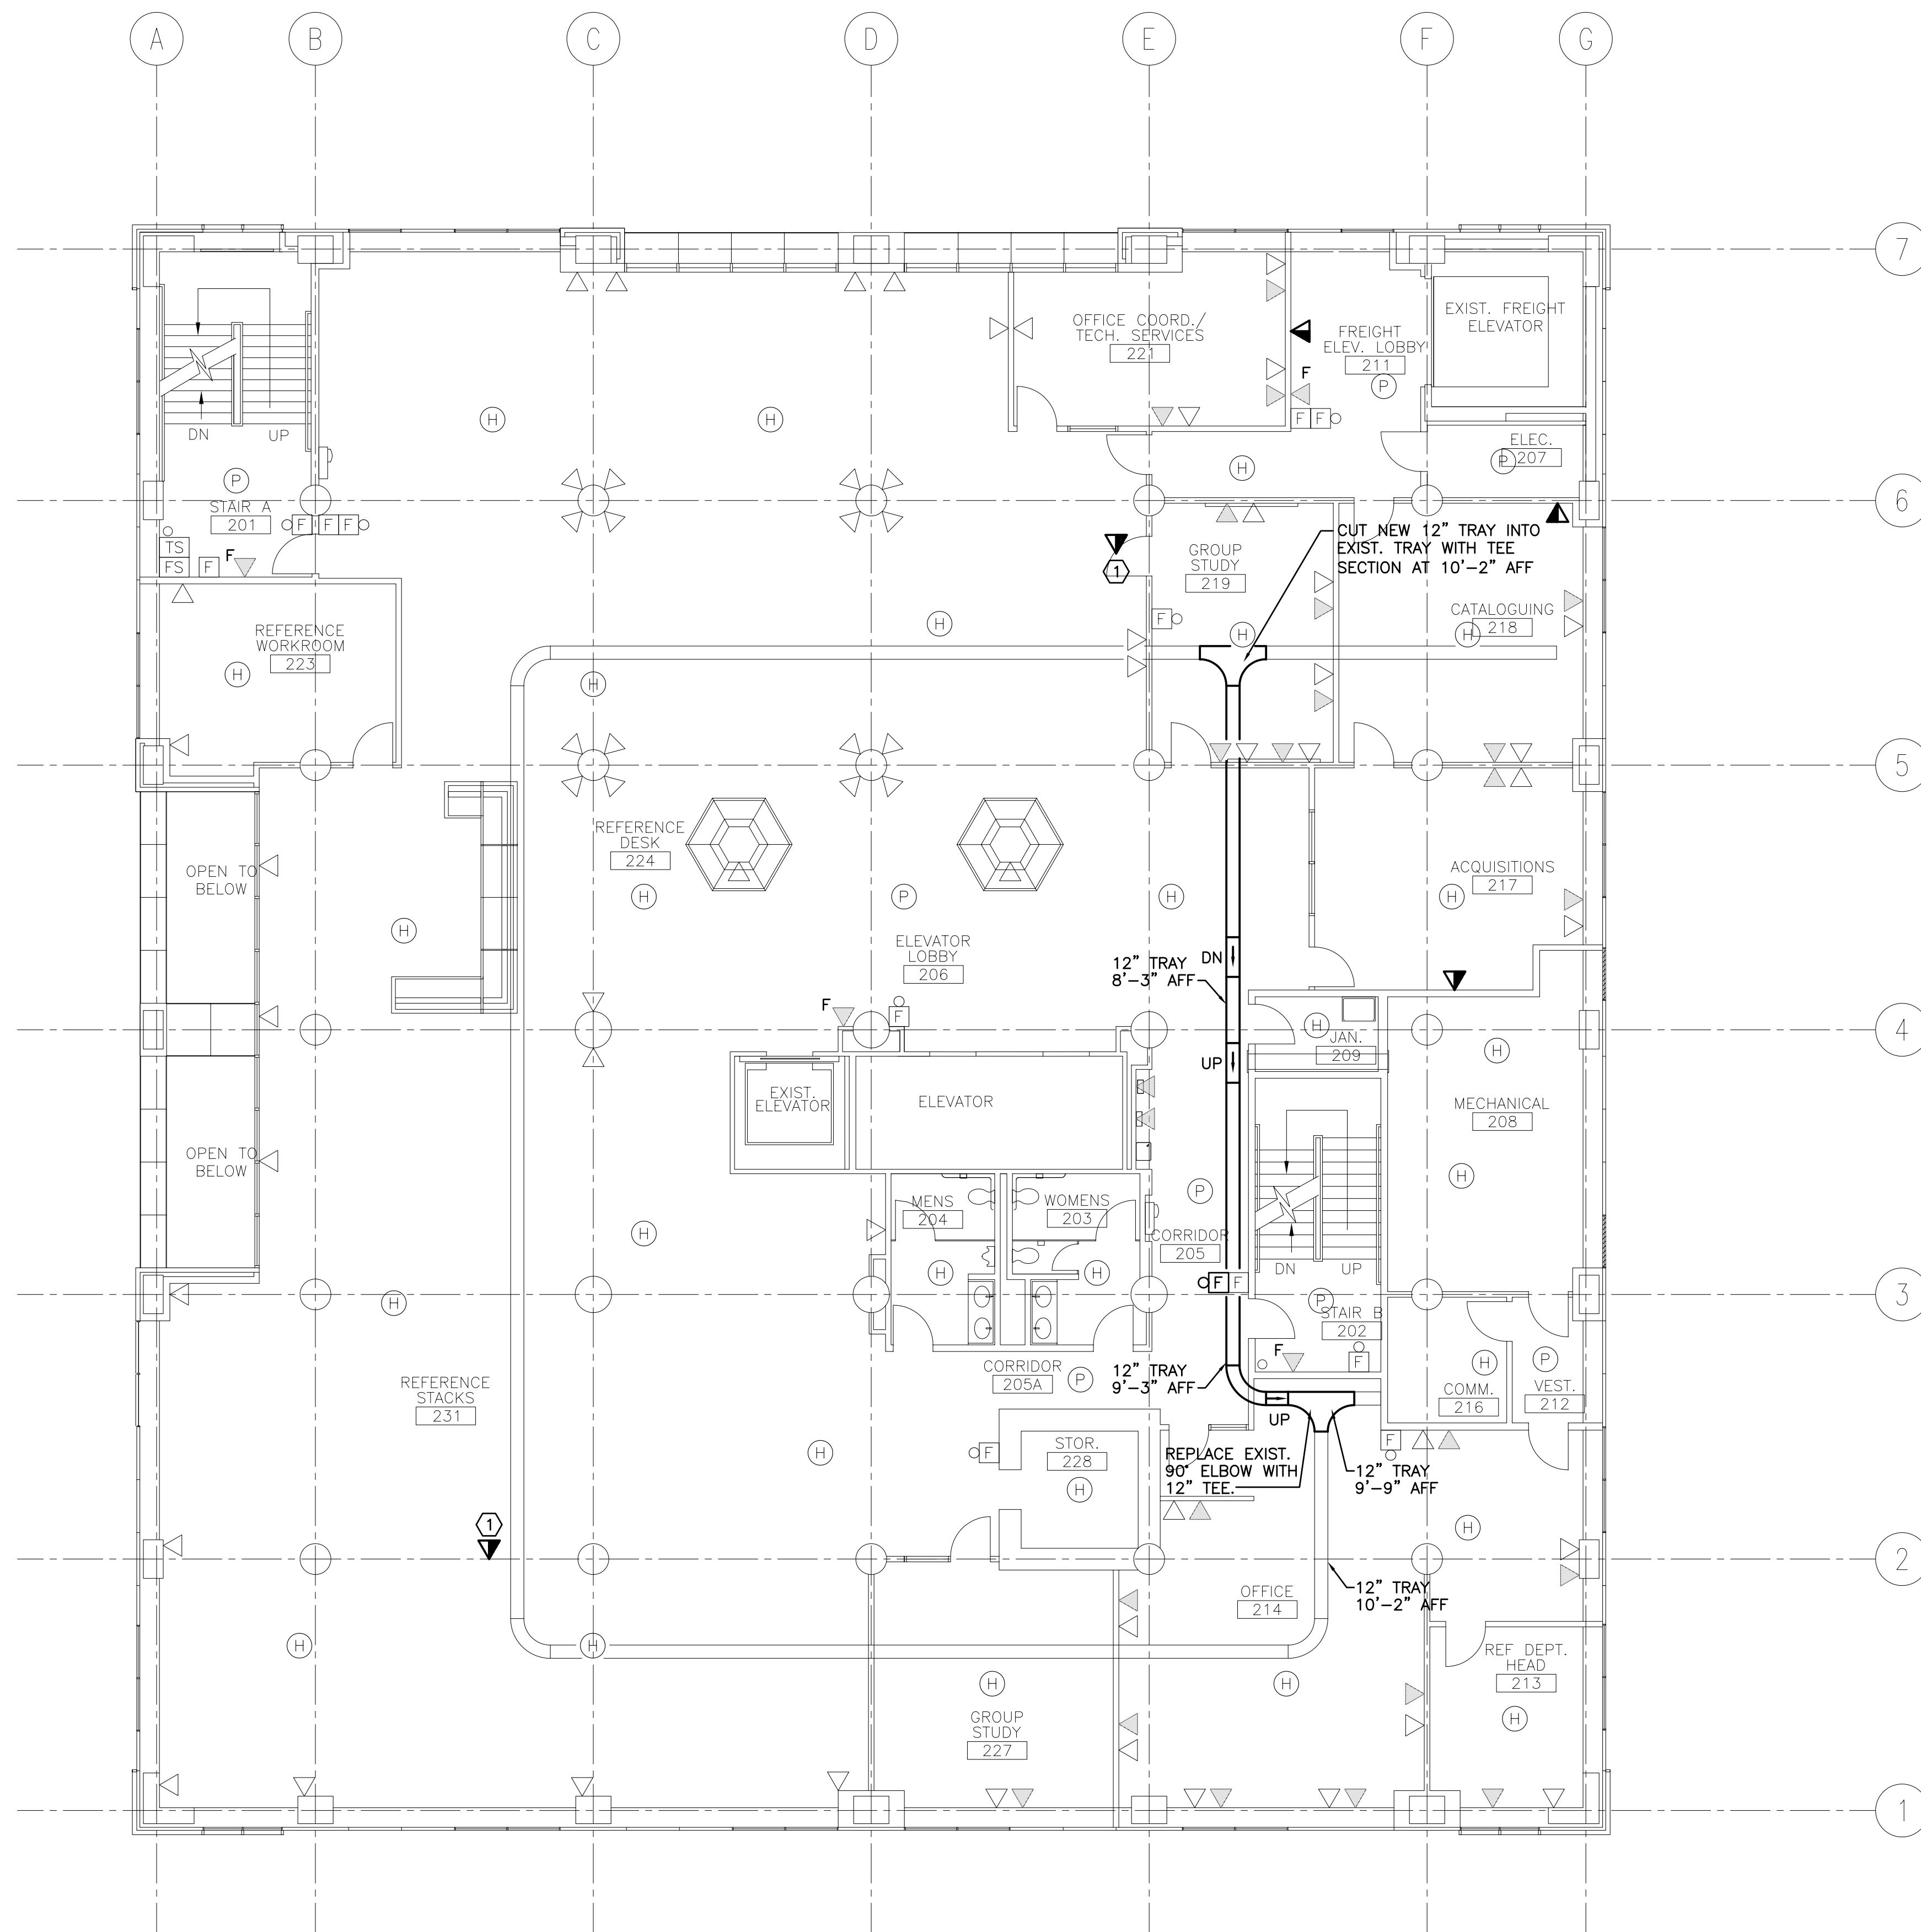 A B C D E F G
7
OFFICE COORD./
TECH. SERVICES
221
FREIGHT
ELEV. LOBBY
211
EXIST. FREIGHT
ELEVATOR
P
F
F F
DN UP
H H
H
ELEC.
207
P
P
STAIR A
201
6
F F F
TS
FS F F
1
GROUP
STUDY
219
CUT NEW 12" TRAY INTO
EXIST. TRAY WITH TEE
SECTION AT 10'-2" AFF
F
H
H
CATALOGUING
218
H
REFERENCE
WORKROOM
223
H
H
5
REFERENCE
DESK
224
OPEN TO
BELOW
H
H
P
H
ACQUISITIONS
217
H
ELEVATOR
LOBBY
206
12" TRAY
8'-3" AFF
DN
F
F
4
H
JAN.
209
H
UP
EXIST.
ELEVATOR
ELEVATOR
MECHANICAL
208
OPEN TO
BELOW
H
P
H
MENS
204
WOMENS
203
CORRIDOR
205
H
H
H
DN UP
F F
3
P
STAIR B
202
F
F
REFERENCE
STACKS
231
CORRIDOR
205A
P
12" TRAY
9'-3" AFF
H
COMM.
216
P
VEST.
212
UP
H
F
STOR.
228
H
REPLACE EXIST.
90° ELBOW WITH
12" TEE.
12" TRAY
9'-9" AFF
F
1
H
2
OFFICE
214
12" TRAY
10'-2" AFF
H
H
H
GROUP
STUDY
227
H
REF DEPT.
HEAD
213
H
1